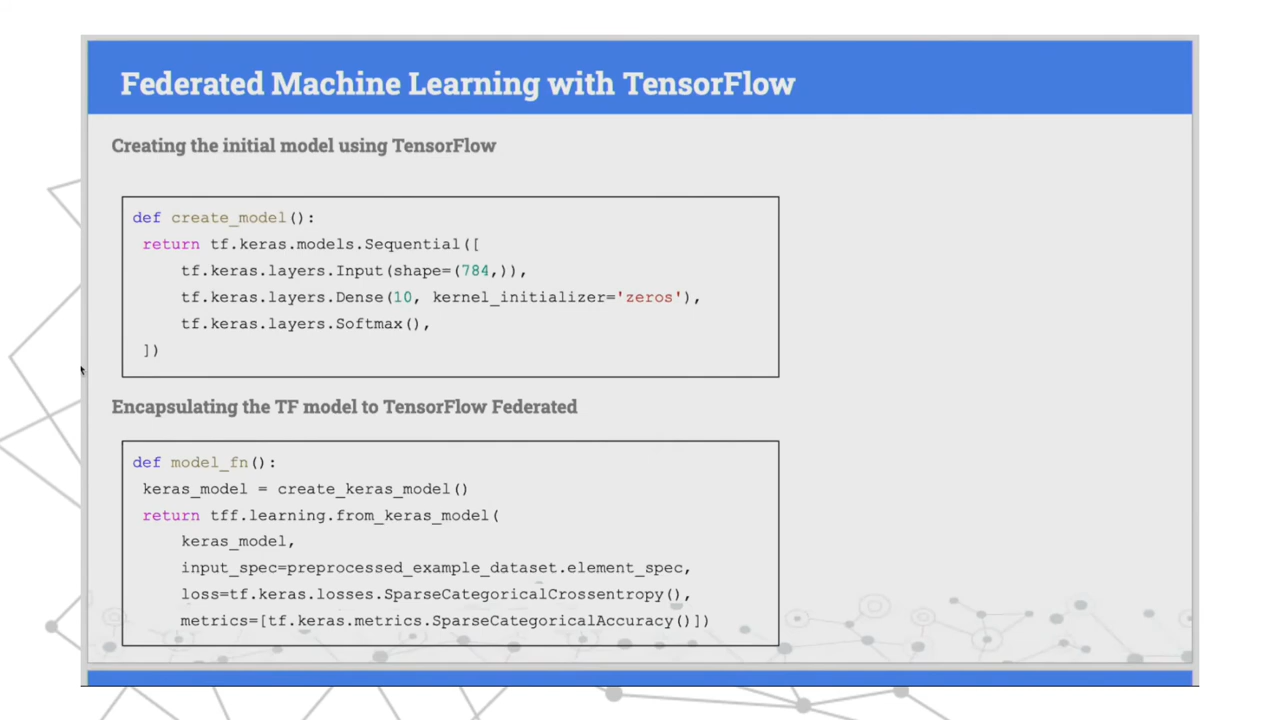 Federated Machine Learning with TensorFlow
Creating the initial model using TensorFlow
def create_model():
return tf.keras.models.Sequential([
tf.keras.layers.Input(shape=(784,)),
tf.keras.layers.Dense(10, kernel_initializer='zeros'),
tf.keras.layers.Softmax(),
])
Encapsulating the TF model to TensorFlow Federated
def model_fn():
keras_model = create_keras_model()
return tff.learning.from_keras_model(
keras_model,
input_spec=preprocessed_example_dataset.element_spec,
loss=tf.keras.losses.SparseCategoricalCrossentropy(),
metrics=[tf.keras.metrics.SparseCategoricalAccuracy()])